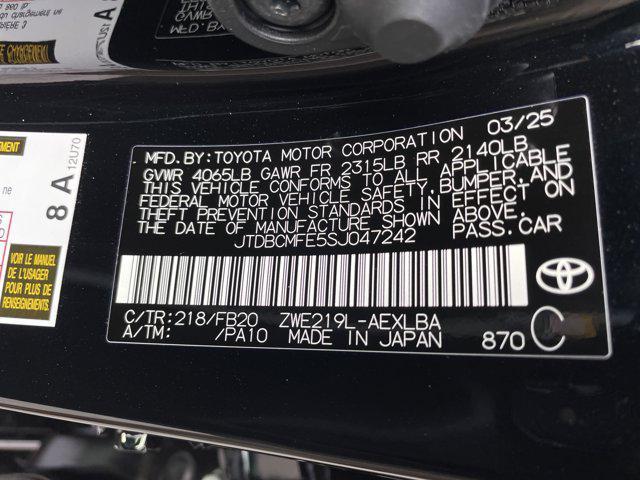 MFD.BY:TOYOTA MOTOR CORPORATION 03/25
GVWR 4065LB GAWR FR 2315LB RR 2140LB
THIS VEHICLE CONFORMS TO ALL APPLICABLE
FEDERAL MOTOR VEHICLE SAFETY,BUMPER,AND
THEFT PREVENTION STANDARDS IN EFFECT ON
THE DATE OF MANUFACTURE SHOWN ABOVE.
JTDBCMFE5SJ047242 PASS.CAR
C/TR:218/FB20 ZWE219L-AEXLBA
A/TM: /PA10 MADE IN JAPAN 870 C
8 A
12U70
VOIR LE
MANUEL DE
L'USAGER
POUR PLUS
DE
RENSEIGNEMENTS